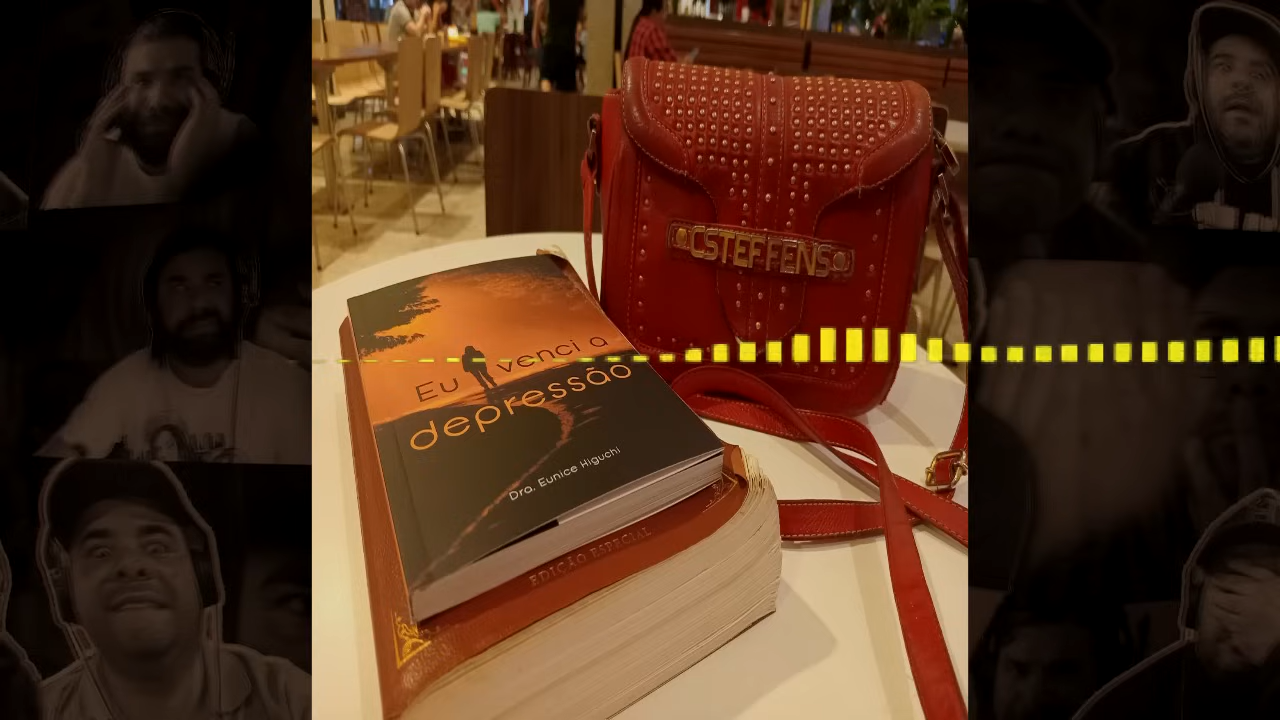 CSTEFFENS
Eu venci a
depressão
Dra. Eunice Higuchi
EDIÇÃO ESPECIAL